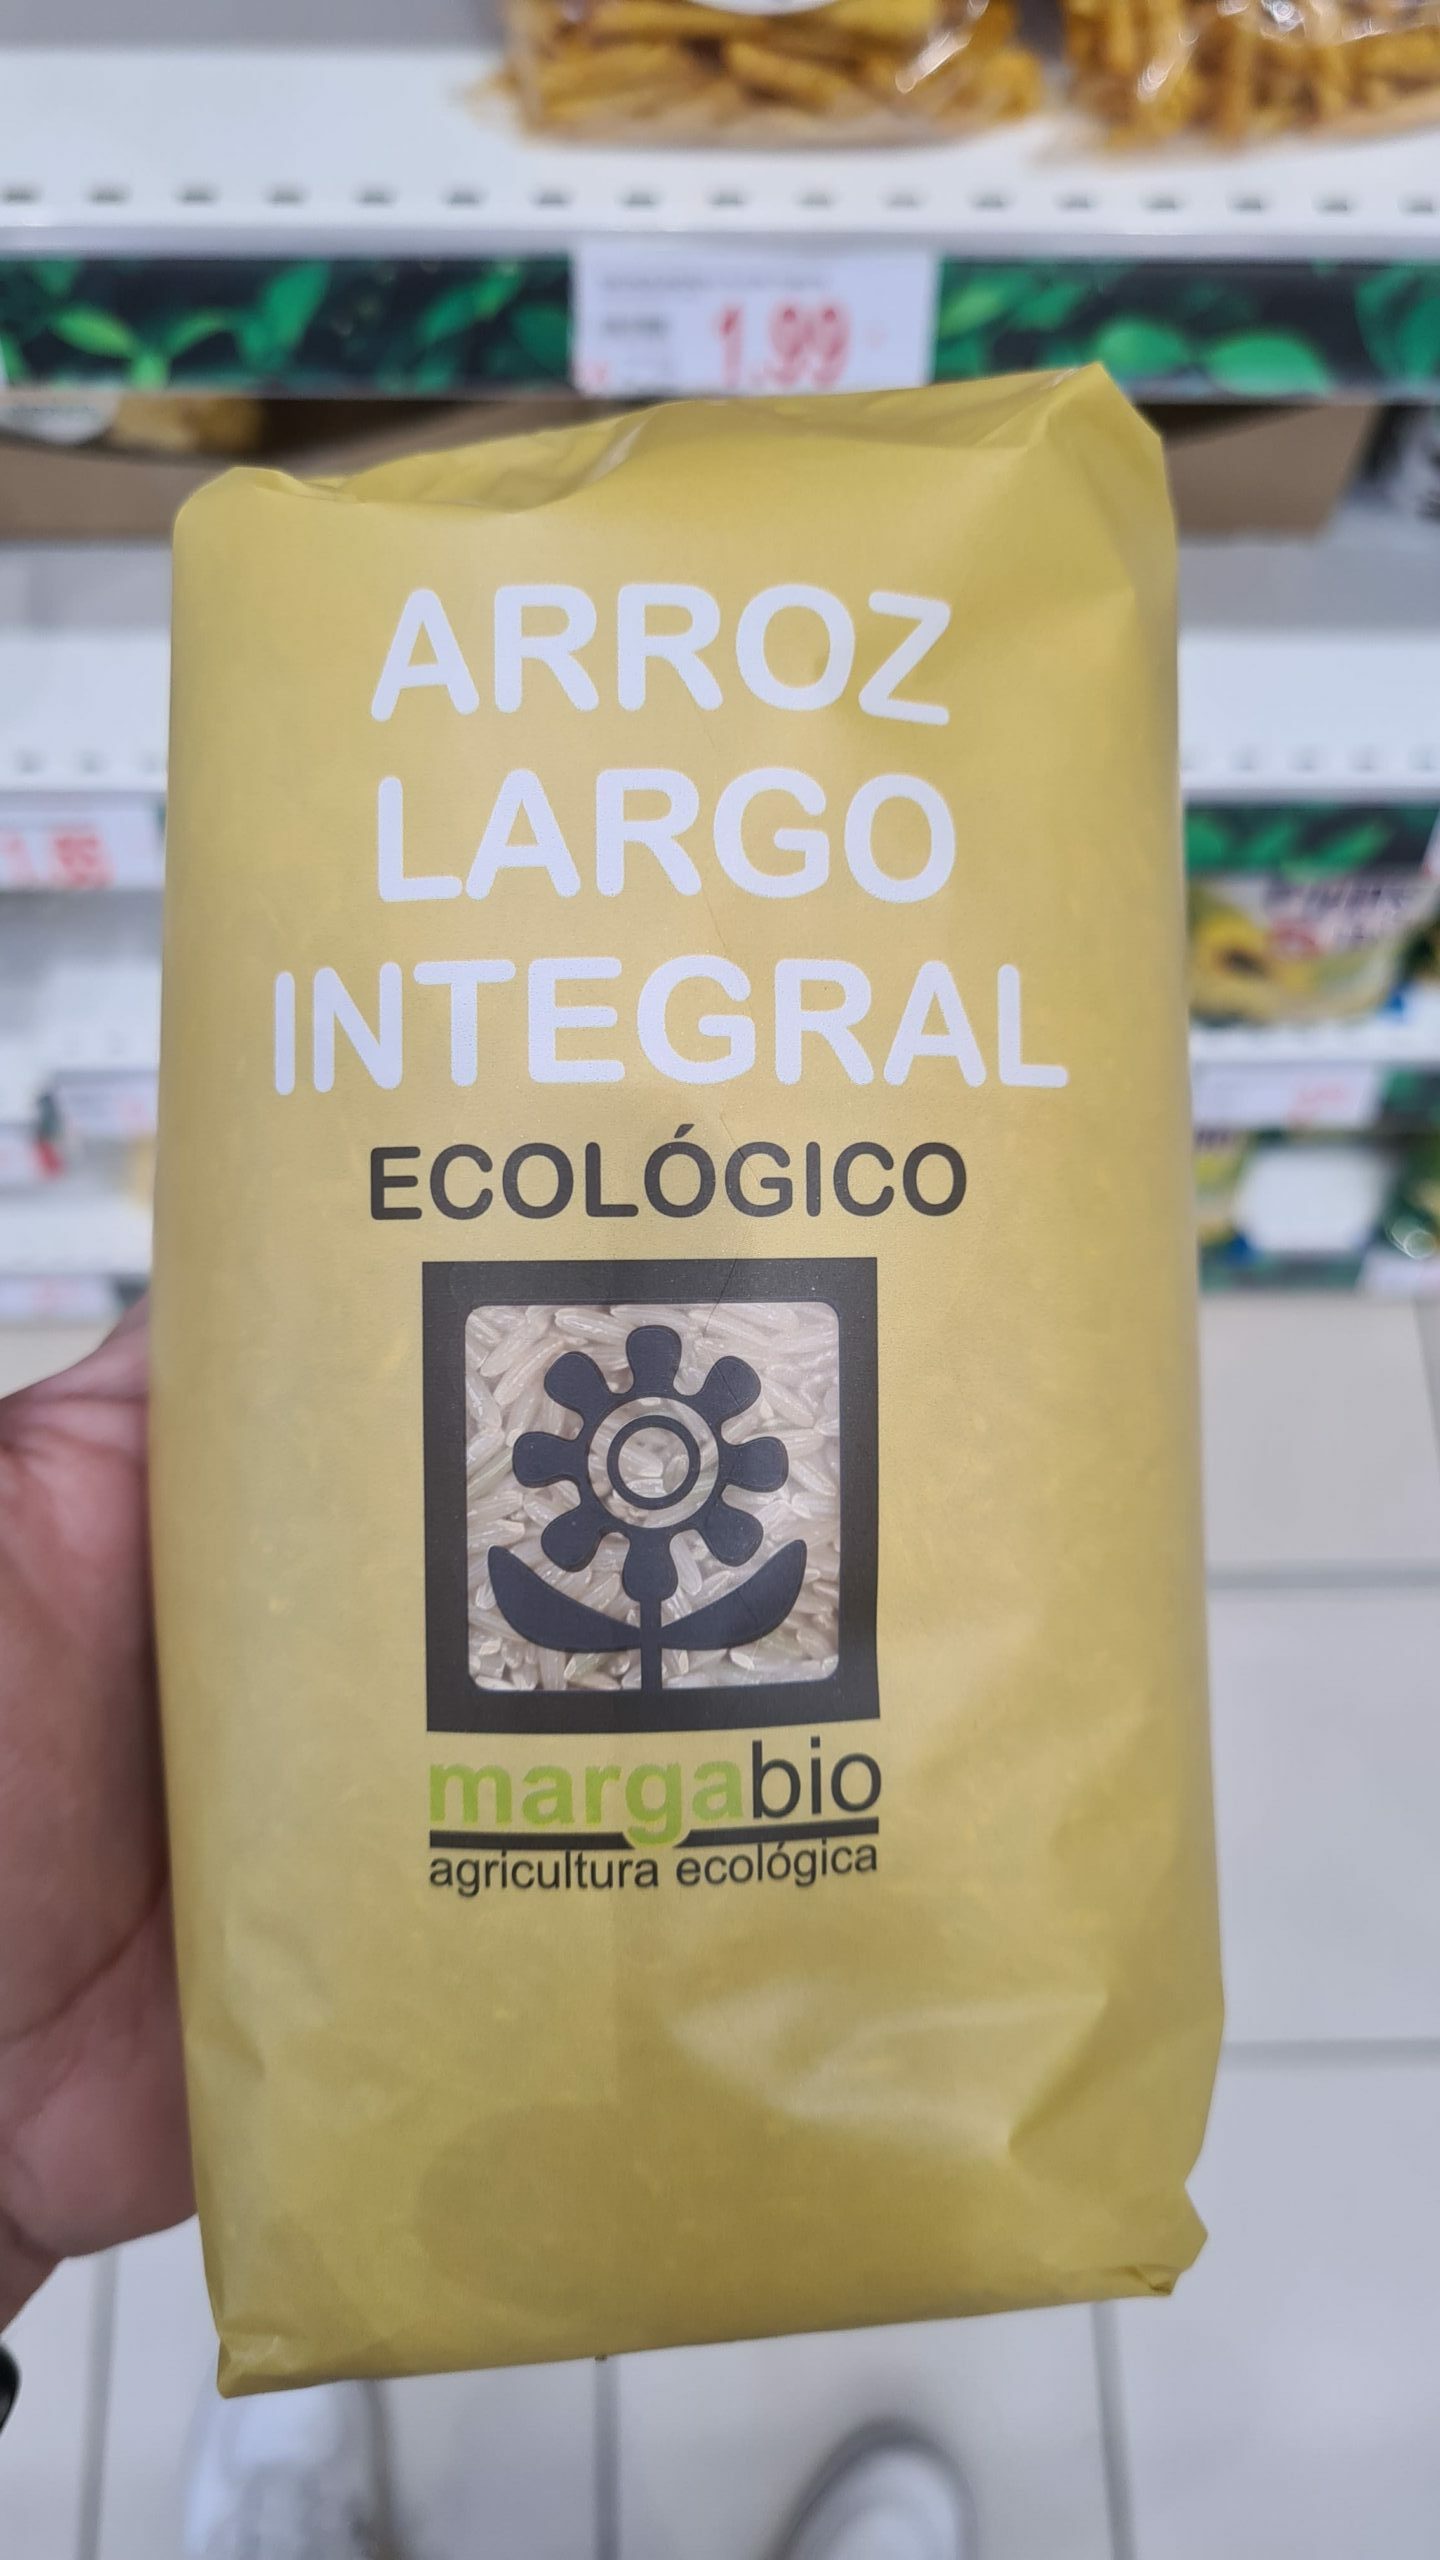 1.99
ARROZ
LARGO
INTEGRAL
ECOLÓGICO
margabio
agricultura ecológica